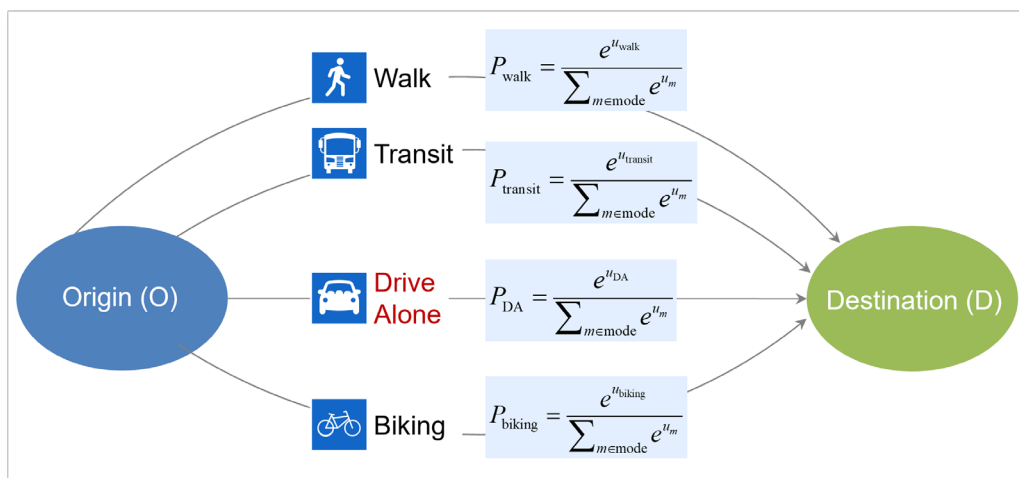 Walk
P_walk = e^{u_walk} / ∑_{m∈mode} e^{u_m}
Transit
P_transit = e^{u_transit} / ∑_{m∈mode} e^{u_m}
Origin (O)
Drive
Alone
P_DA = e^{u_DA} / ∑_{m∈mode} e^{u_m}
Destination (D)
Biking
P_biking = e^{u_biking} / ∑_{m∈mode} e^{u_m}